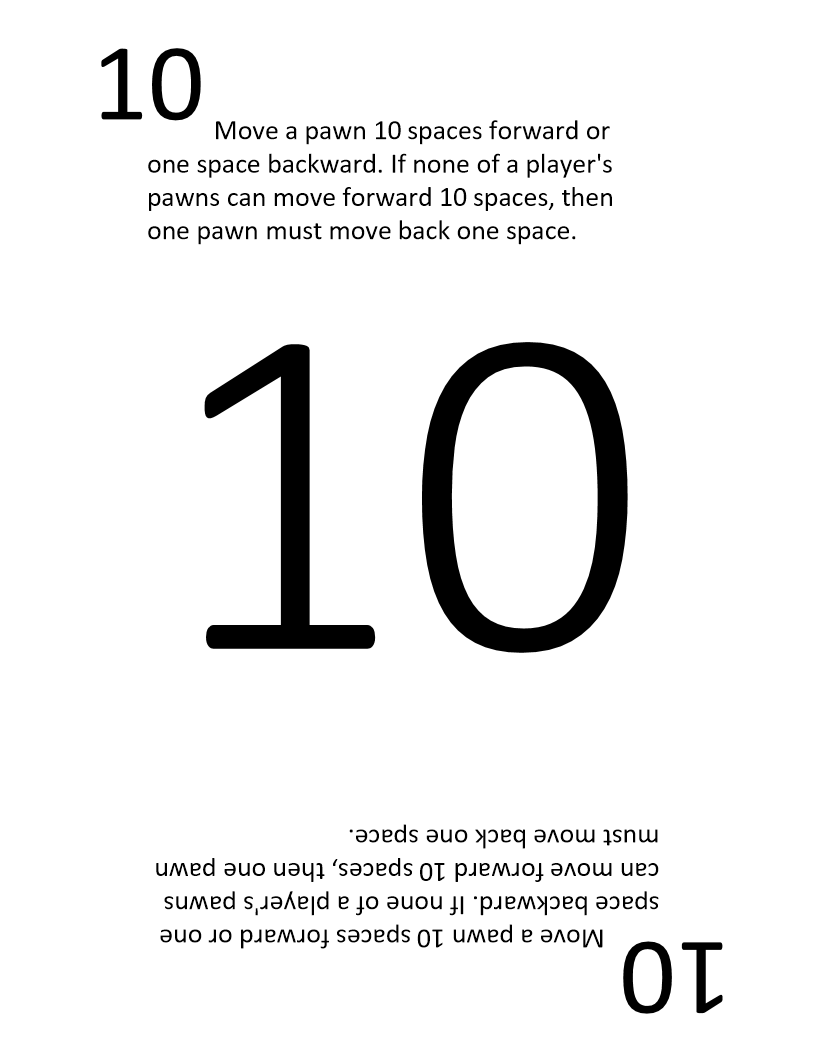 10
Move a pawn 10 spaces forward or
one space backward. If none of a player's
pawns can move forward 10 spaces, then
one pawn must move back one space.
10
10
Move a pawn 10 spaces forward or one
space backward. If none of a player's pawns
can move forward 10 spaces, then one pawn
must move back one space.